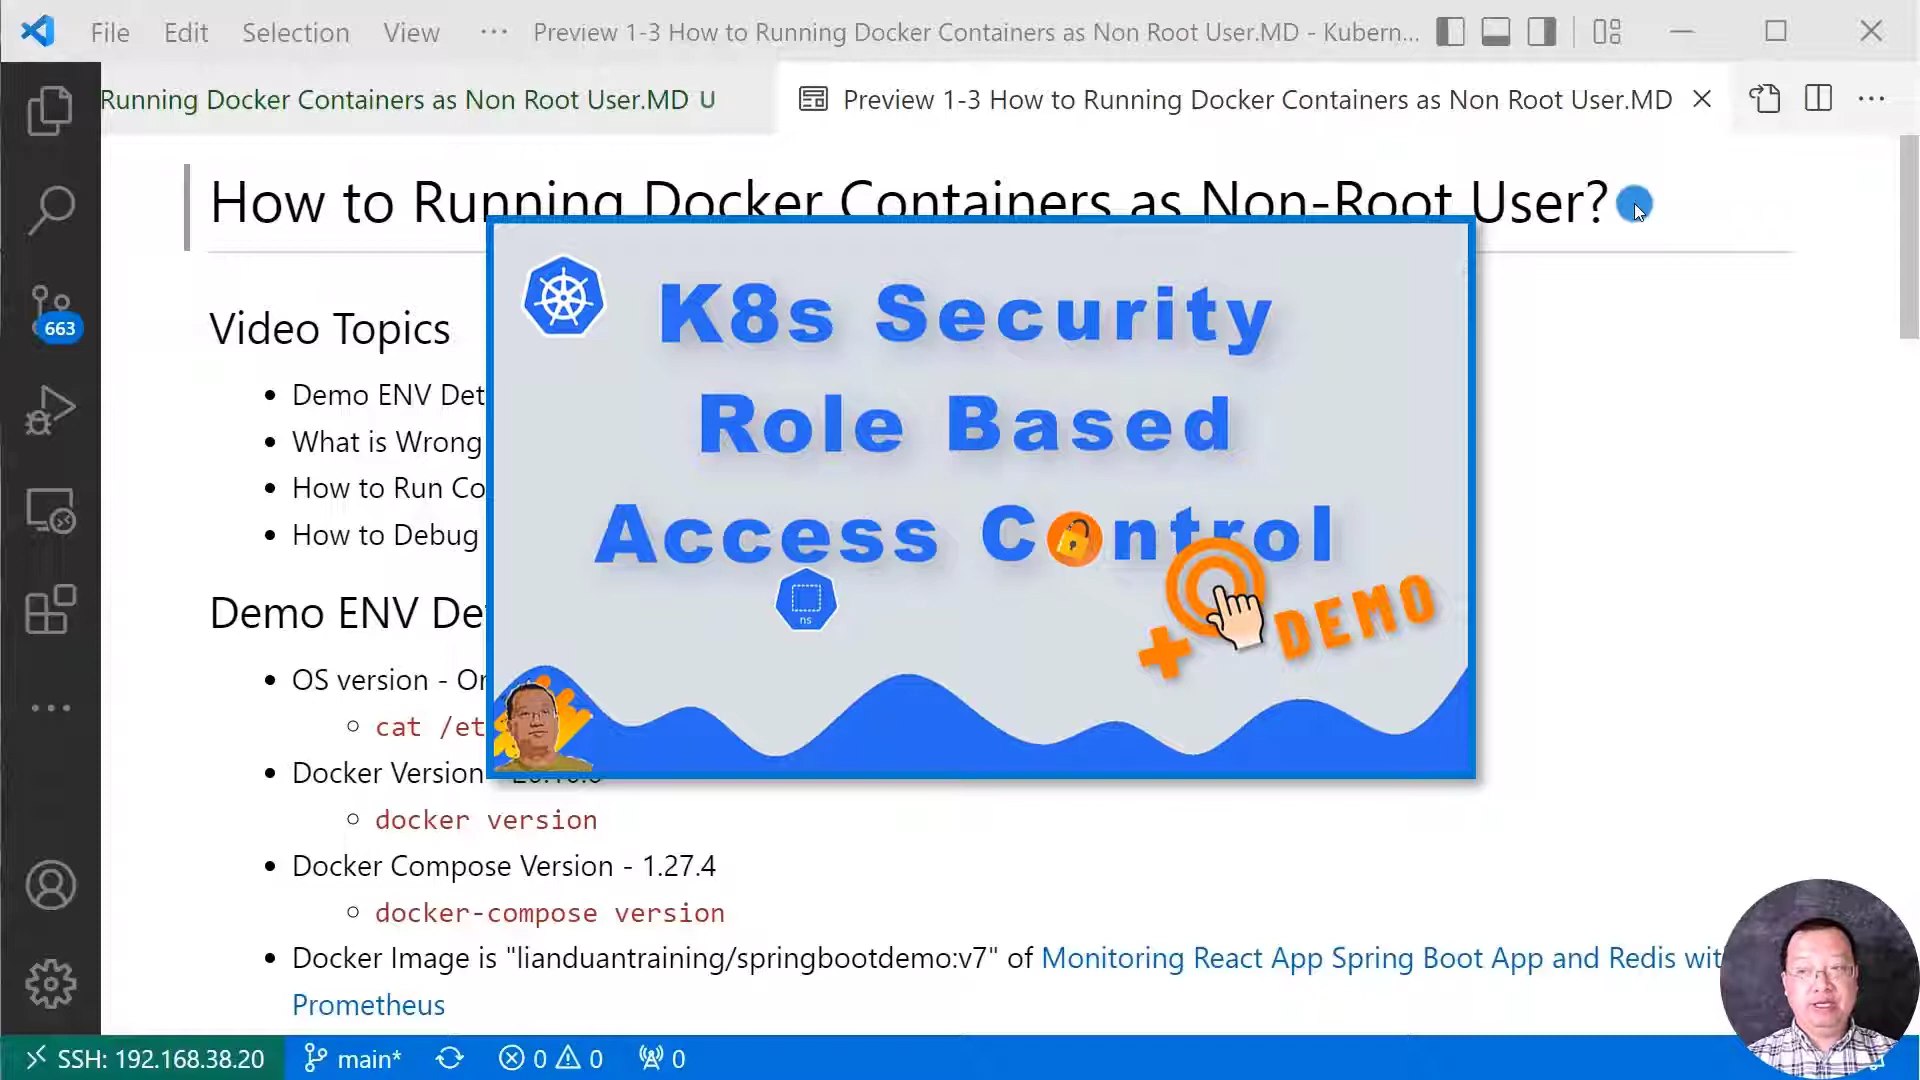 File Edit Selection View ··· Preview 1-3 How to Running Docker Containers as Non Root User.MD - Kubern...
Running Docker Containers as Non Root User.MD U
Preview 1-3 How to Running Docker Containers as Non Root User.MD
How to Running Docker Containers as Non-Root User?
Video Topics
Demo ENV Det
What is Wrong
How to Run Co
How to Debug
K8s Security
Role Based
Access Control
ns
+ DEMO
Demo ENV De
OS version - Or
cat /et
Docker Version
docker version
Docker Compose Version - 1.27.4
docker-compose version
Docker Image is "lianduantraining/springbootdemo:v7" of Monitoring React App Spring Boot App and Redis wit
Prometheus
663
SSH: 192.168.38.20 main* 0 0 0